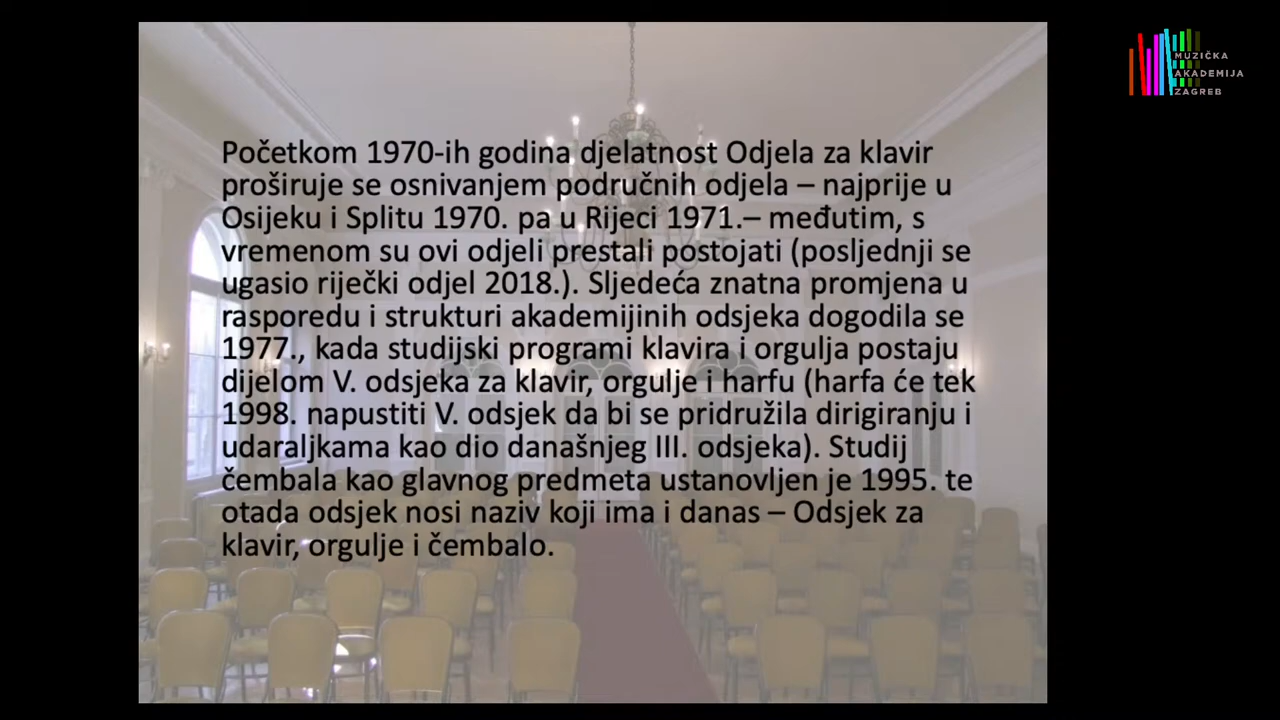 Početkom 1970-ih godina djelatnost Odjela za klavir
proširuje se osnivanjem područnih odjela – najprije u
Osijeku i Splitu 1970. pa u Rijeci 1971.– međutim, s
vremenom su ovi odjeli prestali postojati (posljednji se
ugasio riječki odjel 2018.). Sljedeća znatna promjena u
rasporedu i strukturi akademijinih odsjeka dogodila se
1977., kada studijski programi klavira i orgulja postaju
dijelom V. odsjeka za klavir, orgulje i harfu (harfa će tek
1998. napustiti V. odsjek da bi se pridružila dirigiranju i
udaraljkama kao dio današnjeg III. odsjeka). Studij
čembala kao glavnog predmeta ustanovljen je 1995. te
otada odsjek nosi naziv koji ima i danas – Odsjek za
klavir, orgulje i čembalo.
MUZIČKA
AKADEMIJA
ZAGREB